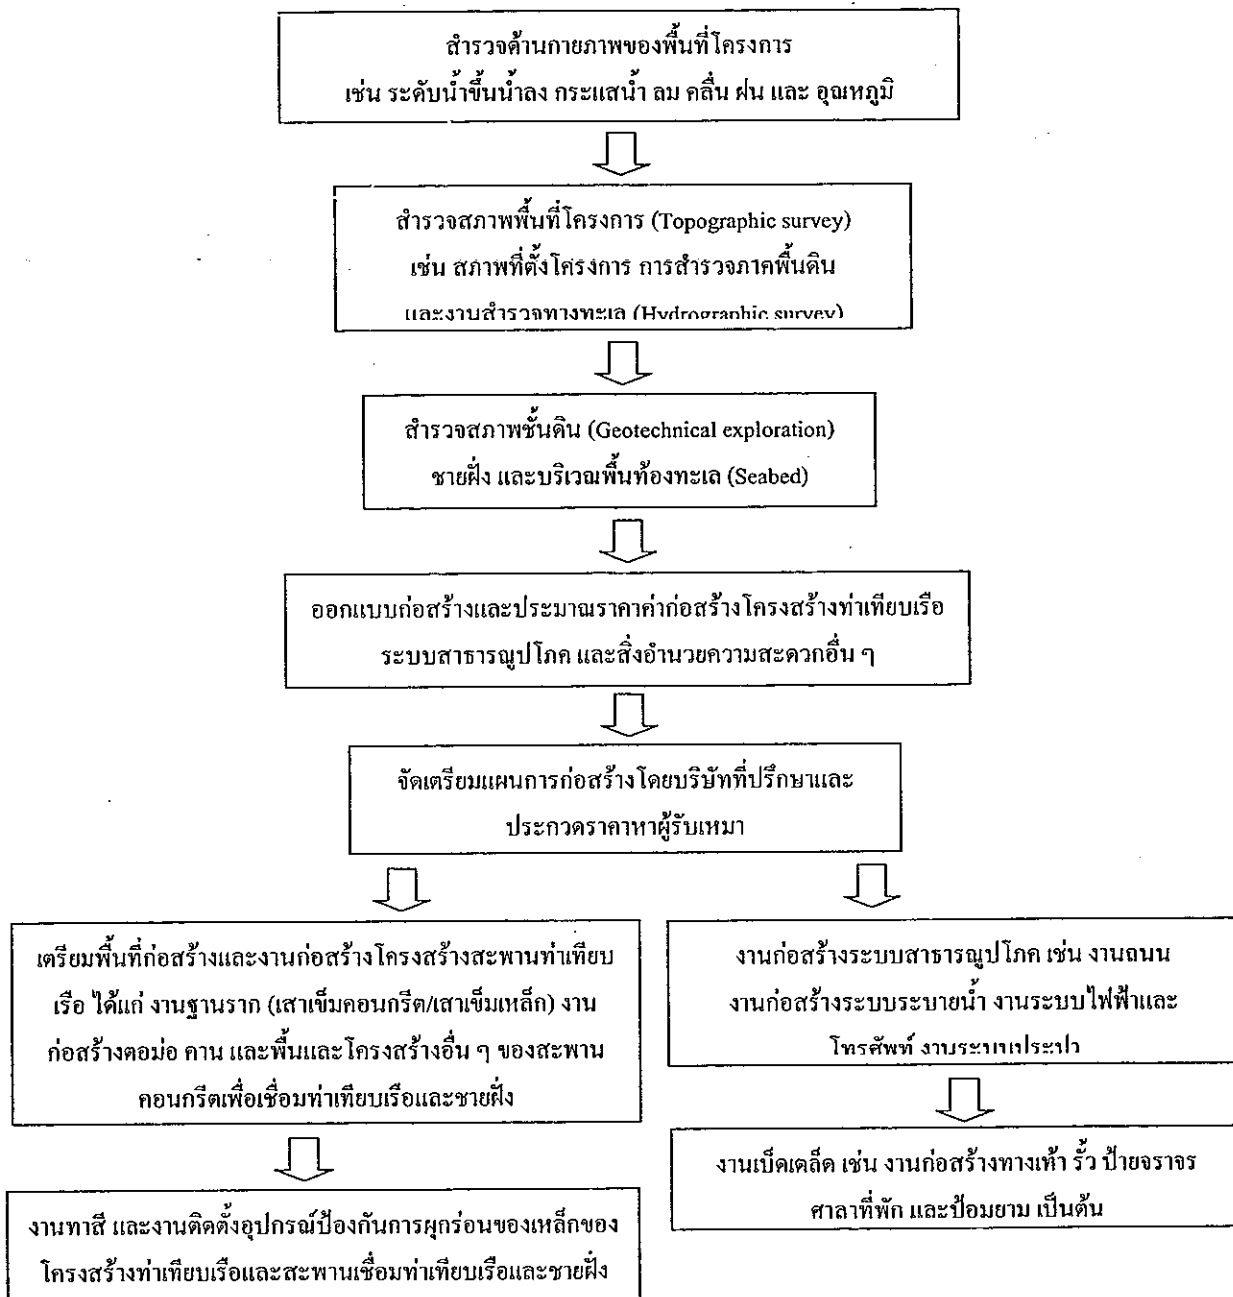 สำรวจด้านกายภาพของพื้นที่โครงการ
เช่น ระดับน้ำขึ้นน้ำลง กระแสน้ำ ลม คลื่น ฝน และ อุณหภูมิ
สำรวจสภาพพื้นที่โครงการ (Topographic survey)
เช่น สภาพที่ตั้งโครงการ การสำรวจภาคพื้นดิน
และงานสำรวจทางทะเล (Hydrographic survey)
สำรวจสภาพชั้นดิน (Geotechnical exploration)
ชายฝั่ง และบริเวณพื้นท้องทะเล (Seabed)
ออกแบบก่อสร้างและประมาณราคาค่าก่อสร้างโครงสร้างท่าเทียบเรือ
ระบบสาธารณูปโภค และสิ่งอำนวยความสะดวกอื่น ๆ
จัดเตรียมแผนการก่อสร้างโดยบริษัทที่ปรึกษาและ
ประกวดราคาหาผู้รับเหมา
เตรียมพื้นที่ก่อสร้างและงานก่อสร้างโครงสร้างสะพานท่าเทียบ
เรือ ได้แก่ งานฐานราก (เสาเข็มคอนกรีต/เสาเข็มเหล็ก) งาน
ก่อสร้างตอม่อ คาน และพื้นและโครงสร้างอื่น ๆ ของสะพาน
คอนกรีตเพื่อเชื่อมท่าเทียบเรือและชายฝั่ง
งานทาสี และงานติดตั้งอุปกรณ์ป้องกันการผุกร่อนของเหล็กของ
โครงสร้างท่าเทียบเรือและสะพานเชื่อมท่าเทียบเรือและชายฝั่ง
งานก่อสร้างระบบสาธารณูปโภค เช่น งานถนน
งานก่อสร้างระบบระบายน้ำ งานระบบไฟฟ้าและ
โทรศัพท์ งานระบบประปา
งานเบ็ดเตล็ด เช่น งานก่อสร้างทางเท้า รั้ว ป้ายจราจร
ศาลาที่พัก และป้อมยาม เป็นต้น